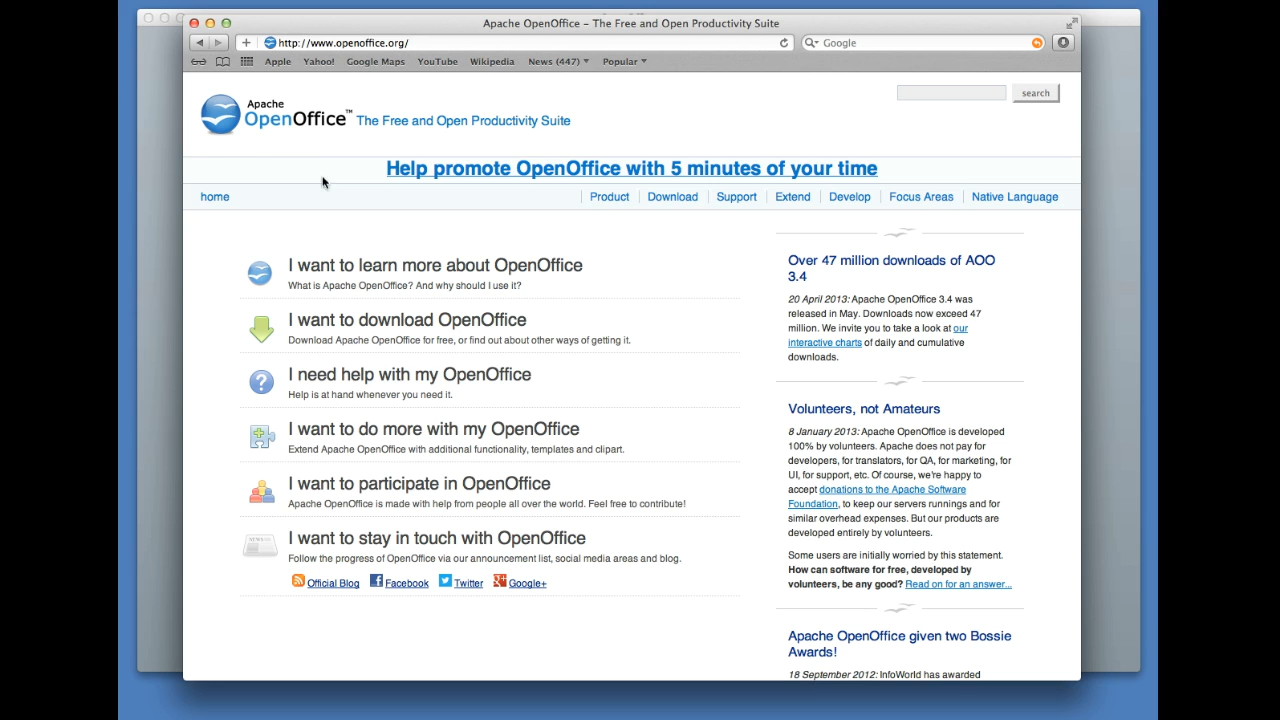 Apache OpenOffice – The Free and Open Productivity Suite
http://www.openoffice.org/
Google
Apple Yahoo! Google Maps YouTube Wikipedia News (447) Popular
search
Apache
OpenOffice™ The Free and Open Productivity Suite
Help promote OpenOffice with 5 minutes of your time
home
Product Download Support Extend Develop Focus Areas Native Language
I want to learn more about OpenOffice
What is Apache OpenOffice? And why should I use it?
I want to download OpenOffice
Download Apache OpenOffice for free, or find out about other ways of getting it.
I need help with my OpenOffice
Help is at hand whenever you need it.
I want to do more with my OpenOffice
Extend Apache OpenOffice with additional functionality, templates and clipart.
I want to participate in OpenOffice
Apache OpenOffice is made with help from people all over the world. Feel free to contribute!
NEWS
I want to stay in touch with OpenOffice
Follow the progress of OpenOffice via our announcement list, social media areas and blog.
Official Blog Facebook Twitter Google+
Over 47 million downloads of AOO
3.4
20 April 2013: Apache OpenOffice 3.4 was
released in May. Downloads now exceed 47
million. We invite you to take a look at our
interactive charts of daily and cumulative
downloads.
Volunteers, not Amateurs
8 January 2013: Apache OpenOffice is developed
100% by volunteers. Apache does not pay for
developers, for translators, for QA, for marketing, for
UI, for support, etc. Of course, we're happy to
accept donations to the Apache Software
Foundation, to keep our servers runnings and for
similar overhead expenses. But our products are
developed entirely by volunteers.
Some users are initially worried by this statement.
How can software for free, developed by
volunteers, be any good? Read on for an answer...
Apache OpenOffice given two Bossie
Awards!
18 September 2012: InfoWorld has awarded